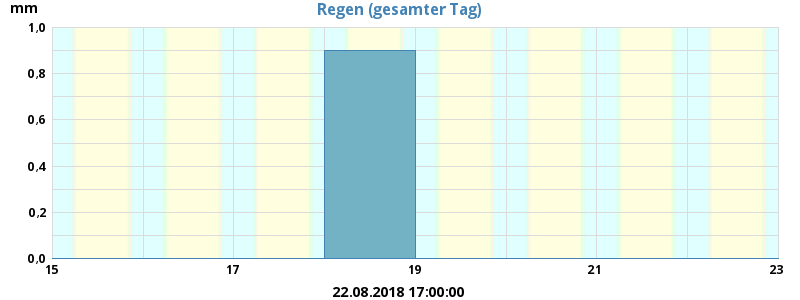 mm
Regen (gesamter Tag)
1,0
0,8
0,6
0,4
0,2
0,0
15 17 19 21 23
22.08.2018 17:00:00